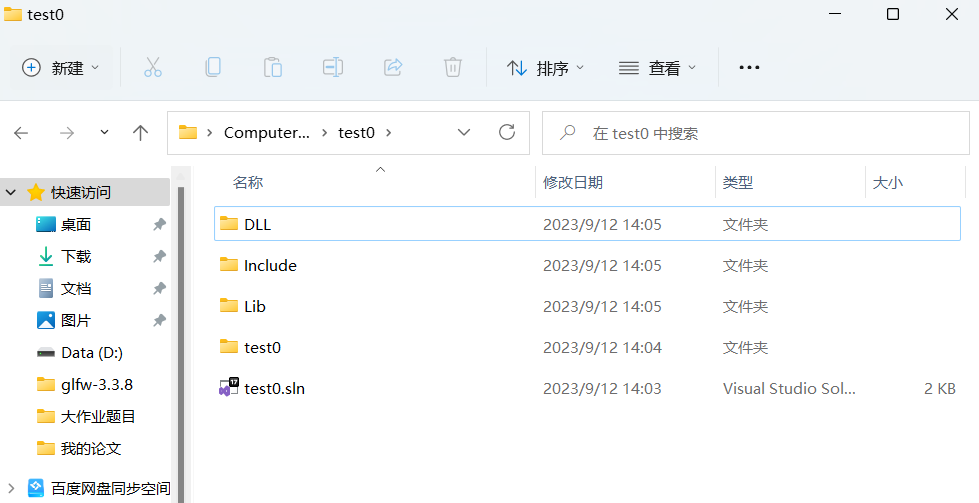 test0
新建
排序
查看
Computer...
test0
在 test0 中搜索
名称
修改日期
类型
大小
快速访问
桌面
下载
文档
图片
Data (D:)
glfw-3.3.8
大作业题目
我的论文
百度网盘同步空间
DLL 2023/9/12 14:05 文件夹
Include 2023/9/12 14:05 文件夹
Lib 2023/9/12 14:05 文件夹
test0 2023/9/12 14:04 文件夹
17
test0.sln 2023/9/12 14:03 Visual Studio Sol... 2 KB